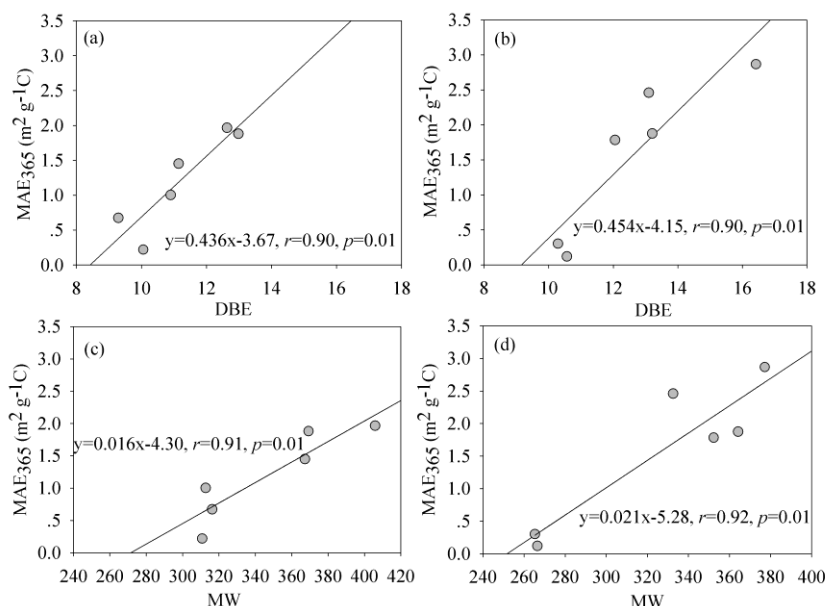 (a)
3.5
3.0
2.5
2.0
1.5
1.0
.5
0.0
MAE365 (m2 g-1C)
y=0.436x-3.67, r=0.90, p=0.01
8 10 12 14 16 18
DBE
(b)
3.5
3.0
2.5
2.0
1.5
1.0
.5
0.0
MAE365 (m2 g-1C)
y=0.454x-4.15, r=0.90, p=0.01
8 10 12 14 16 18
DBE
(c)
3.5
3.0
2.5
2.0
1.5
1.0
.5
0.0
MAE365 (m2 g-1C)
y=0.016x-4.30, r=0.91, p=0.01
240 260 280 300 320 340 360 380 400 420
MW
(d)
3.5
3.0
2.5
2.0
1.5
1.0
.5
0.0
MAE365 (m2 g-1C)
y=0.021x-5.28, r=0.92, p=0.01
240 260 280 300 320 340 360 380 400
MW